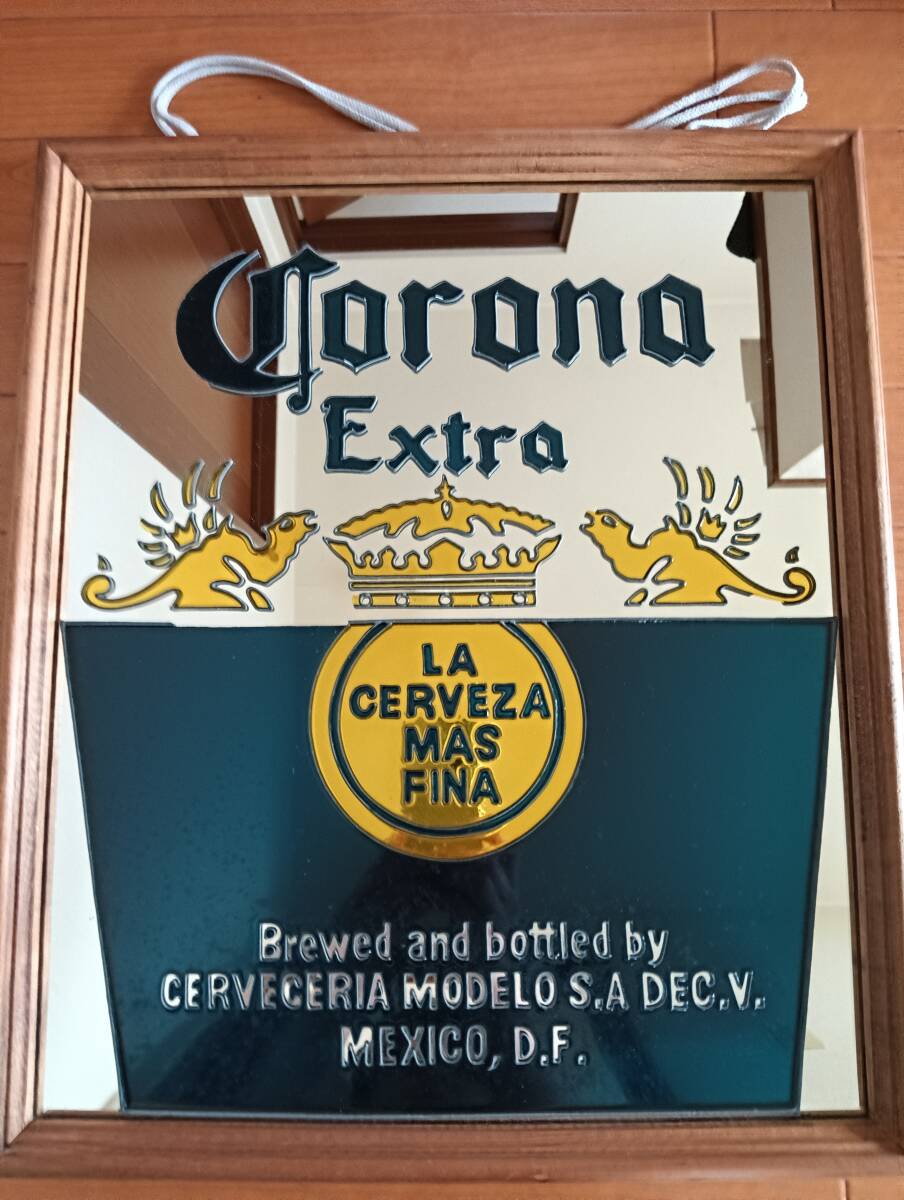 Corona
Extra
LA
CERVEZA
MAS
FINA
Brewed and bottled by
CERVECERIA MODELO S.A DEC.V.
MEXICO, D.F.